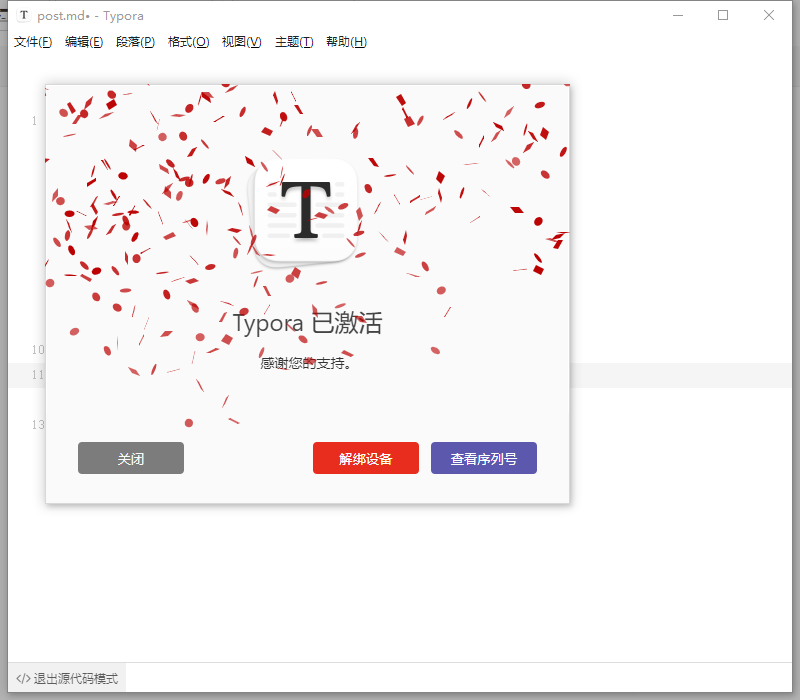 post.md• - Typora
文件(F) 编辑(E) 段落(P) 格式(O) 视图(V) 主题(T) 帮助(H)
1
T
Typora 已激活
10
感谢您的支持。
11
13
关闭 解绑设备 查看序列号
</> 退出源代码模式